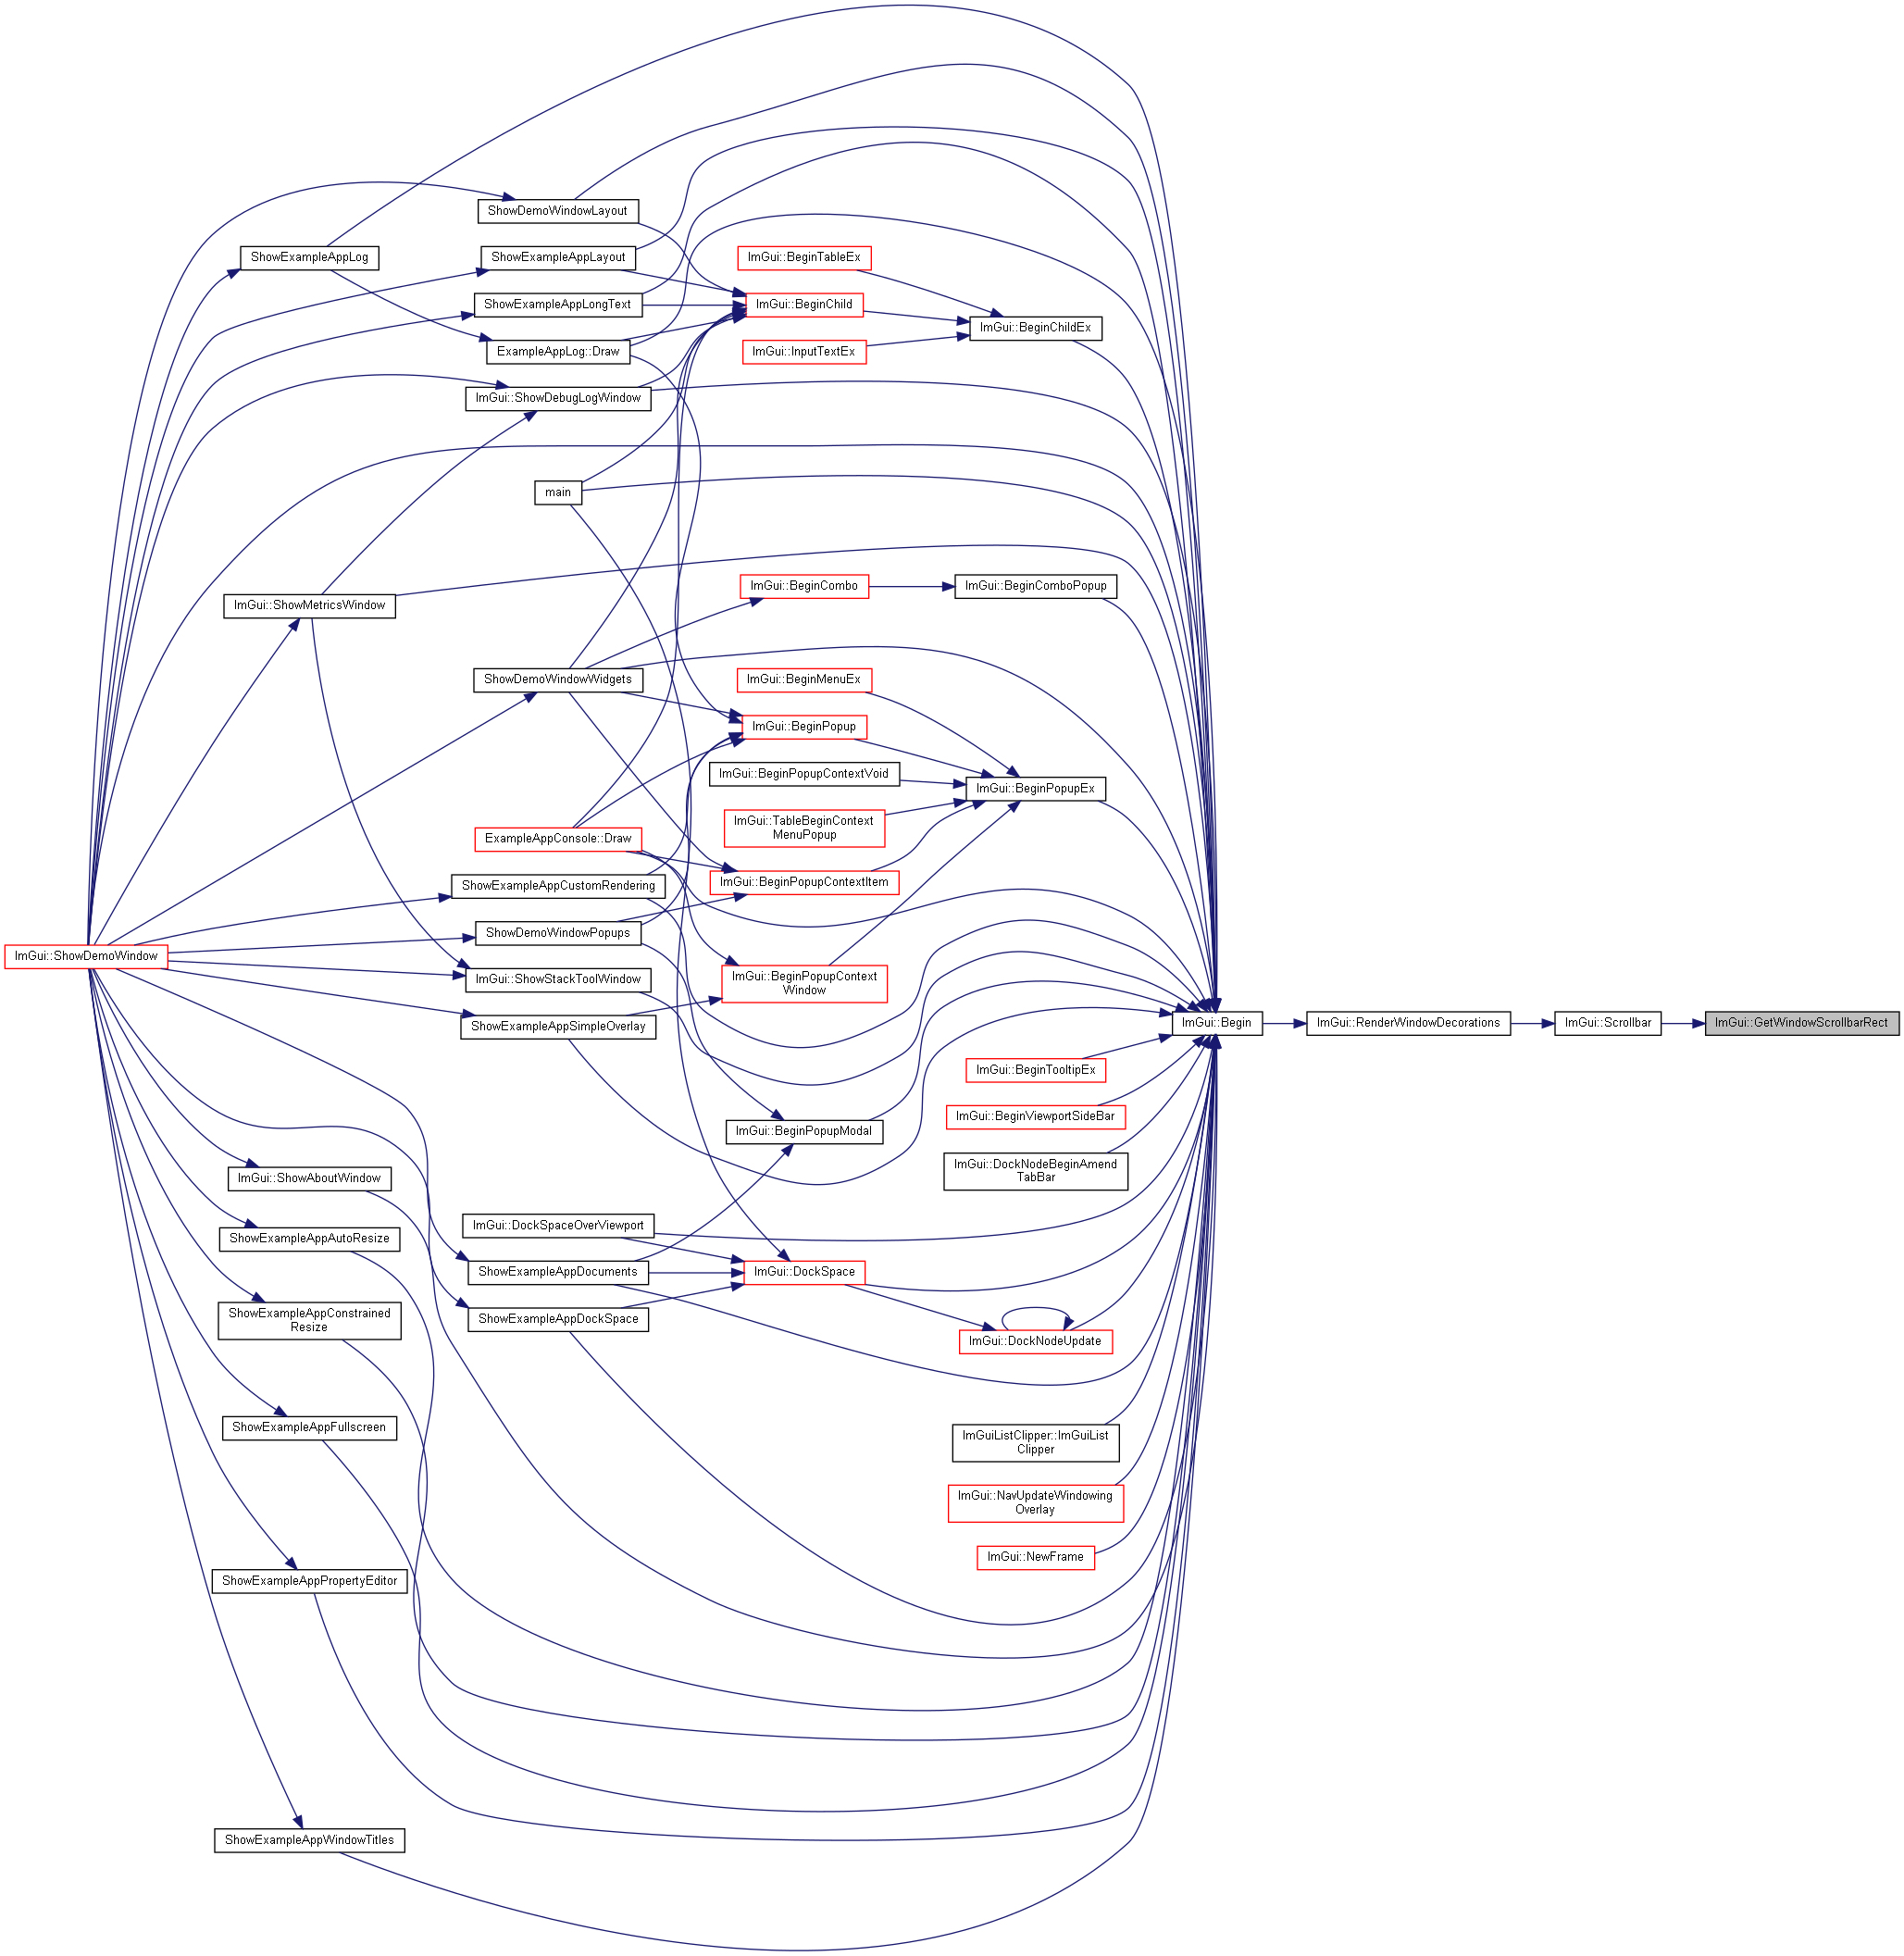 ShowDemoWindowLayout
ShowExampleAppLog
ShowExampleAppLayout
ImGui::BeginTableEx
ShowExampleAppLongText
ImGui::BeginChild
ImGui::BeginChildEx
ExampleAppLog::Draw
ImGui::InputTextEx
ImGui::ShowDebugLogWindow
main
ImGui::ShowMetricsWindow
ImGui::BeginCombo
ImGui::BeginComboPopup
ShowDemoWindowWidgets
ImGui::BeginMenuEx
ImGui::BeginPopup
ImGui::BeginPopupContextVoid
ImGui::BeginPopupEx
ImGui::TableBeginContext
MenuPopup
ExampleAppConsole::Draw
ShowExampleAppCustomRendering
ImGui::BeginPopupContextItem
ShowDemoWindowPopups
ImGui::ShowDemoWindow
ImGui::ShowStackToolWindow
ImGui::BeginPopupContext
Window
ShowExampleAppSimpleOverlay
ImGui::Begin
ImGui::RenderWindowDecorations
ImGui::Scrollbar
ImGui::GetWindowScrollbarRect
ImGui::BeginTooltipEx
ImGui::BeginViewportSideBar
ImGui::BeginPopupModal
ImGui::DockNodeBeginAmend
TabBar
ImGui::ShowAboutWindow
ImGui::DockSpaceOverViewport
ShowExampleAppAutoResize
ShowExampleAppDocuments
ImGui::DockSpace
ShowExampleAppConstrained
Resize
ShowExampleAppDockSpace
ImGui::DockNodeUpdate
ShowExampleAppFullscreen
ImGuiListClipper::ImGuiList
Clipper
ImGui::NavUpdateWindowing
Overlay
ImGui::NewFrame
ShowExampleAppPropertyEditor
ShowExampleAppWindowTitles